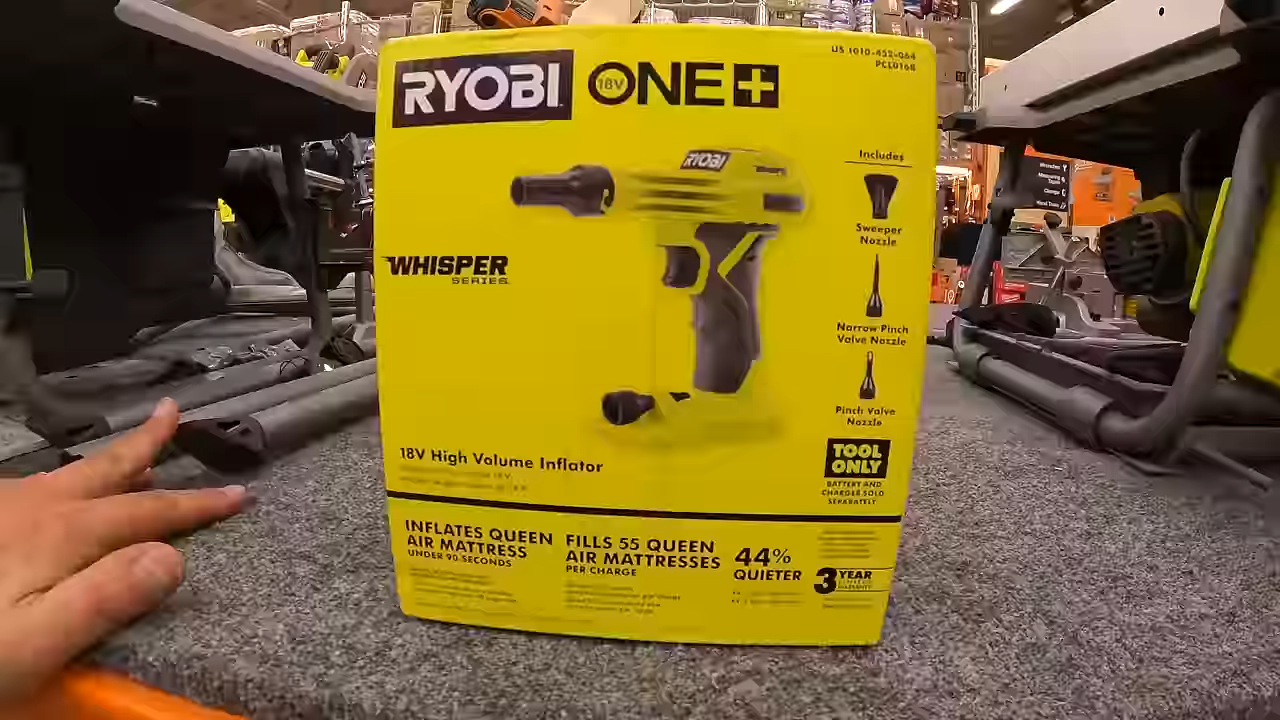 US 1010-452-064
PCL016B
RYOBI
18V ONE+
RYOBI
Includes
Sweeper
Nozzle
WHISPER
SERIES
Narrow Pinch
Valve Nozzle
Pinch Valve
Nozzle
TOOL
ONLY
BATTERY AND
CHARGER SOLD
SEPARATELY
18V High Volume Inflator
INFLATES QUEEN
AIR MATTRESS
UNDER 90 SECONDS
FILLS 55 QUEEN
AIR MATTRESSES
PER CHARGE
44%
QUIETER
3 YEAR